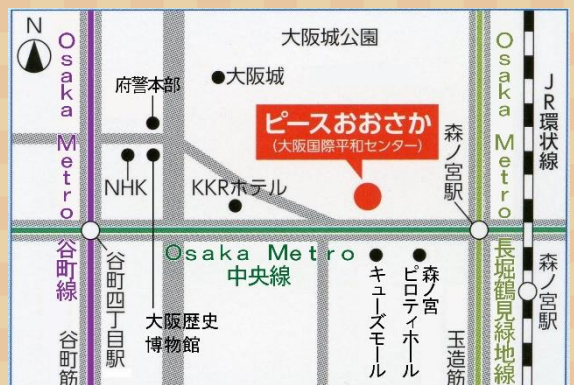 N
大阪城公園
大阪城
府警本部
ピースおおさか
(大阪国際平和センター)
NHK
KKRホテル
森ノ宮駅
Osaka Metro 谷町線
Osaka Metro
中央線
Osaka Metro 長堀鶴見緑地線
JR環状線
谷町四丁目駅
大阪歴史
博物館
キューズモール
森ノ宮
ピロティホール
森ノ宮駅
谷町筋
玉造筋